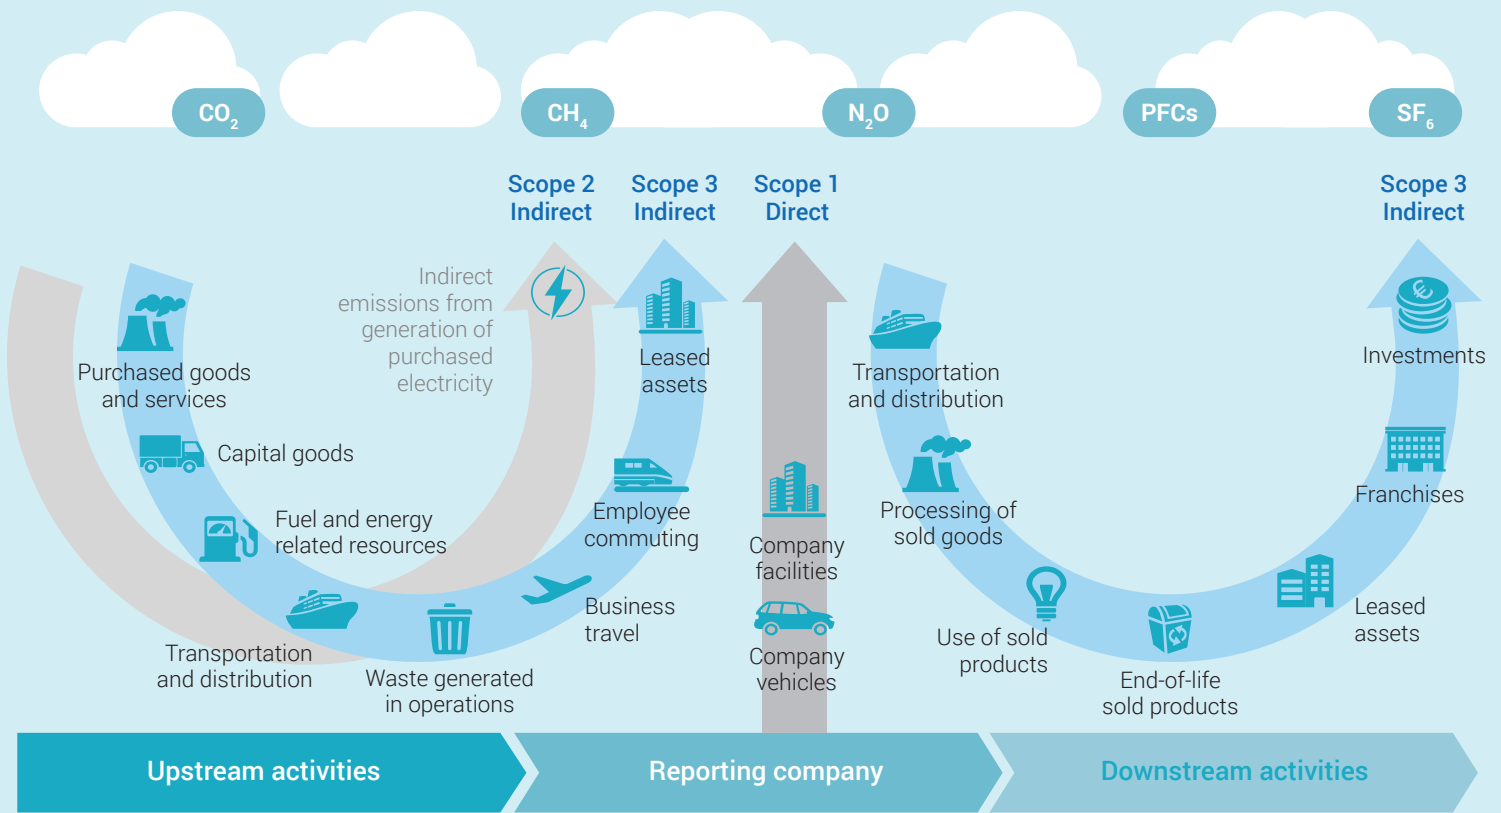 CO₂
CH₄
N₂O
PFCs
SF₆
Scope 2
Indirect
Scope 3
Indirect
Scope 1
Direct
Scope 3
Indirect
Indirect
emissions from
generation of
purchased
electricity
Purchased goods
and services
Capital goods
Fuel and energy
related resources
Transportation
and distribution
Waste generated
in operations
Business
travel
Employee
commuting
Leased
assets
Company
facilities
Company
vehicles
Transportation
and distribution
Processing of
sold goods
Use of sold
products
End-of-life
sold products
Leased
assets
Franchises
Investments
Upstream activities
Reporting company
Downstream activities